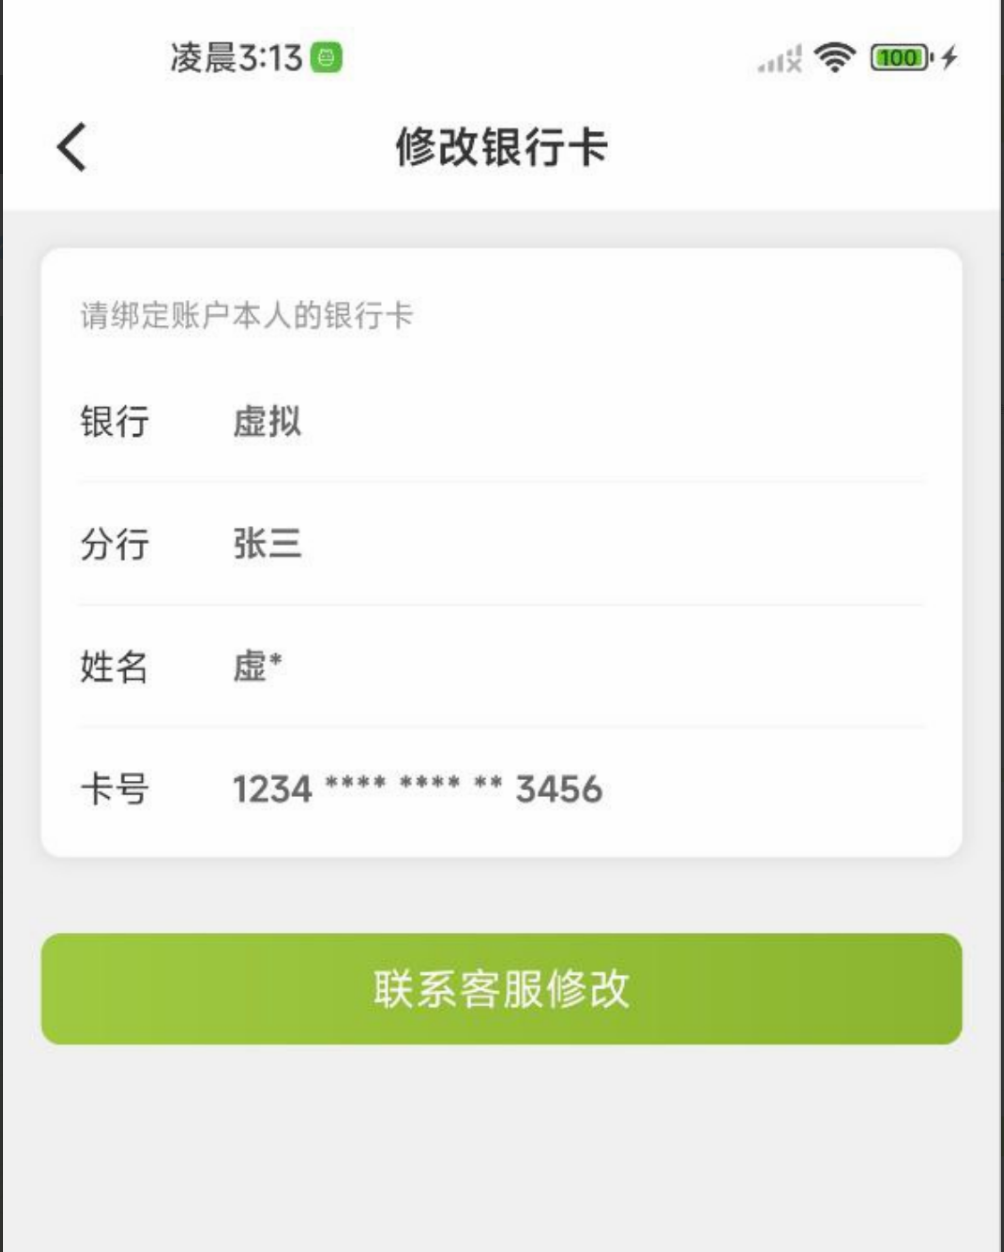 凌晨3:13
100
修改银行卡
请绑定账户本人的银行卡
银行 虚拟
分行 张三
姓名 虚*
卡号 1234 **** **** ** 3456
联系客服修改